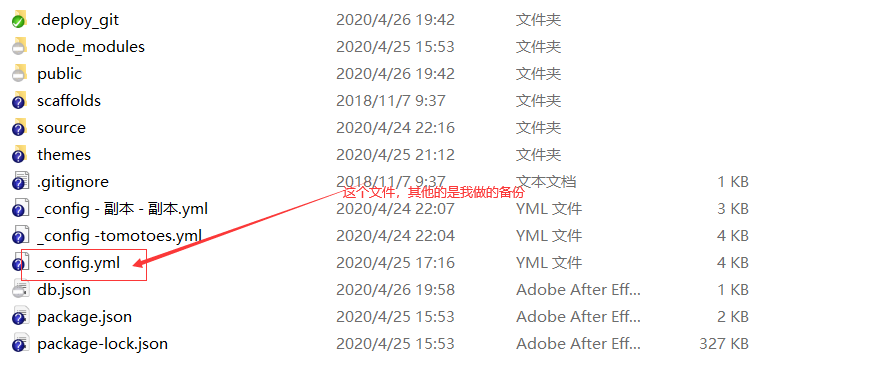 .deploy_git 2020/4/26 19:42 文件夹
node_modules 2020/4/25 15:53 文件夹
public 2020/4/26 19:42 文件夹
scaffolds 2018/11/7 9:37 文件夹
source 2020/4/24 22:16 文件夹
themes 2020/4/25 21:12 文件夹
.gitignore 2018/11/7 9:37 文本文档 1 KB
这个文件，其他的是我做的备份
_config - 副本 - 副本.yml 2020/4/24 22:07 YML 文件 3 KB
_config -tomotoes.yml 2020/4/24 22:04 YML 文件 4 KB
_config.yml 2020/4/25 17:16 YML 文件 4 KB
db.json 2020/4/26 19:58 Adobe After Eff... 1 KB
package.json 2020/4/25 15:53 Adobe After Eff... 2 KB
package-lock.json 2020/4/25 15:53 Adobe After Eff... 327 KB